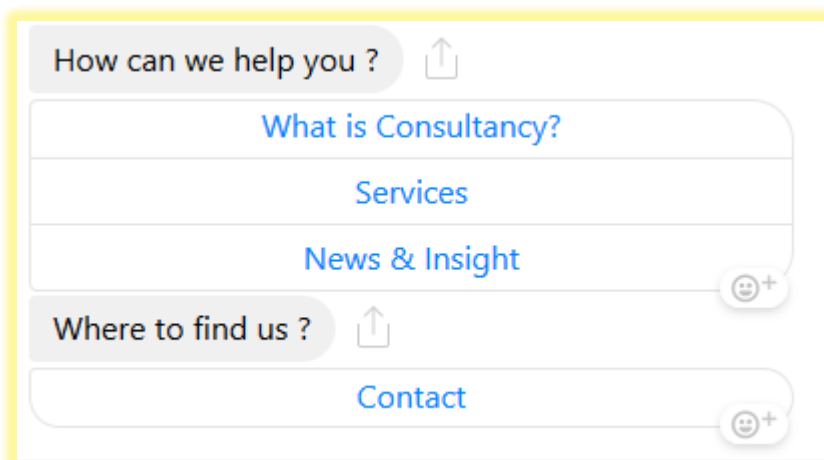 How can we help you ?
What is Consultancy?
Services
News & Insight
Where to find us ?
Contact